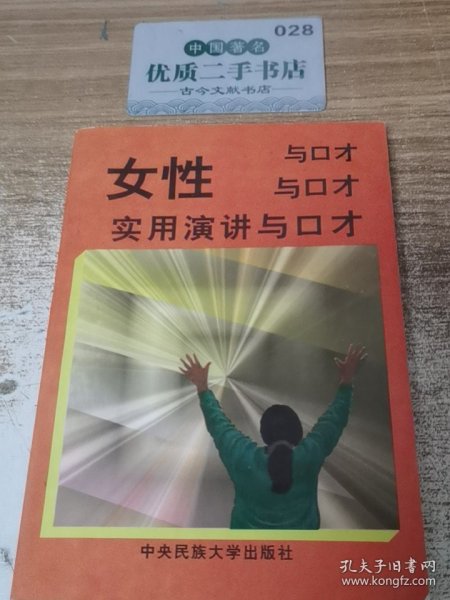 028
中国著名
优质二手书店
古今文献书店
与口才
女性 与口才
实用演讲与口才
中央民族大学出版社
孔夫子旧书网
www.kongfz.com